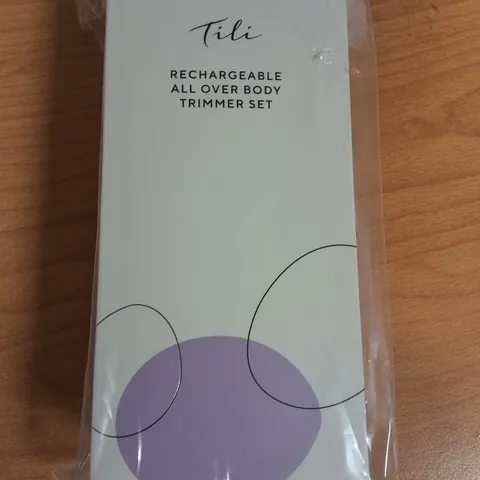 Tili
RECHARGEABLE
ALL OVER BODY
TRIMMER SET